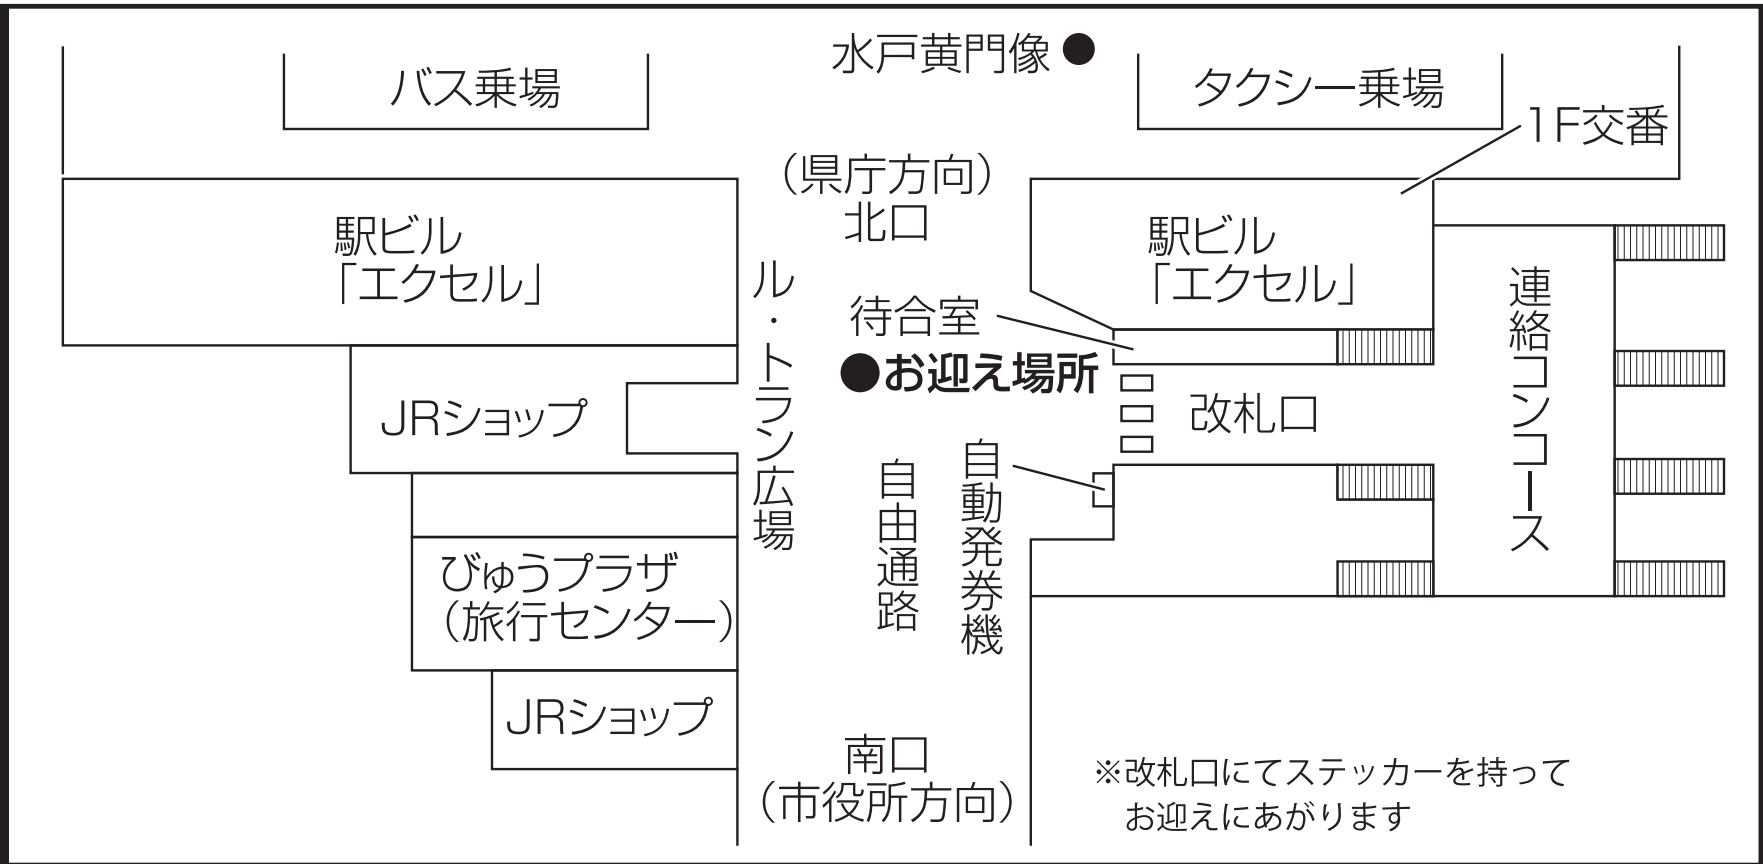 水戸黄門像
バス乗場
タクシー乗場
1F交番
（県庁方向）
北口
駅ビル
「エクセル」
駅ビル
「エクセル」
待合室
●お迎え場所
改札口
連絡コンコース
ル・トラン広場
JRショップ
自由通路
自動発券機
びゅうプラザ
（旅行センター）
JRショップ
南口
（市役所方向）
※改札口にてステッカーを持って
お迎えにあがります